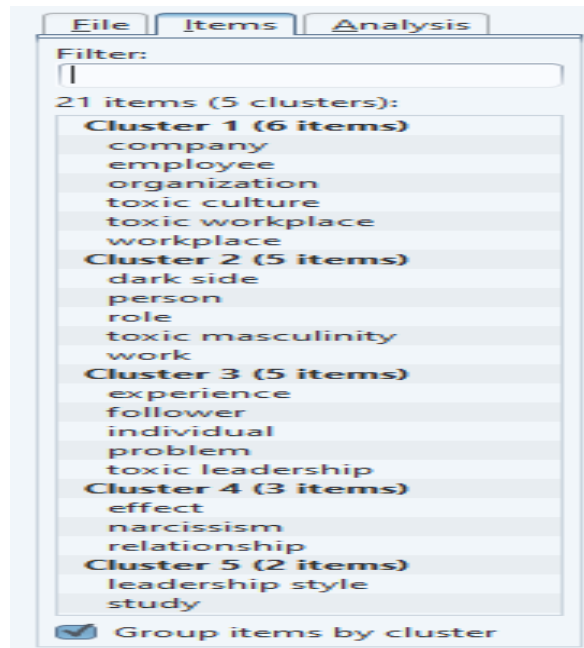 File Items Analysis
Filter:
21 items (5 clusters):
Cluster 1 (6 items)
company
employee
organization
toxic culture
toxic workplace
workplace
Cluster 2 (5 items)
dark side
person
role
toxic masculinity
work
Cluster 3 (5 items)
experience
follower
individual
problem
toxic leadership
Cluster 4 (3 items)
effect
narcissism
relationship
Cluster 5 (2 items)
leadership style
study
Group items by cluster